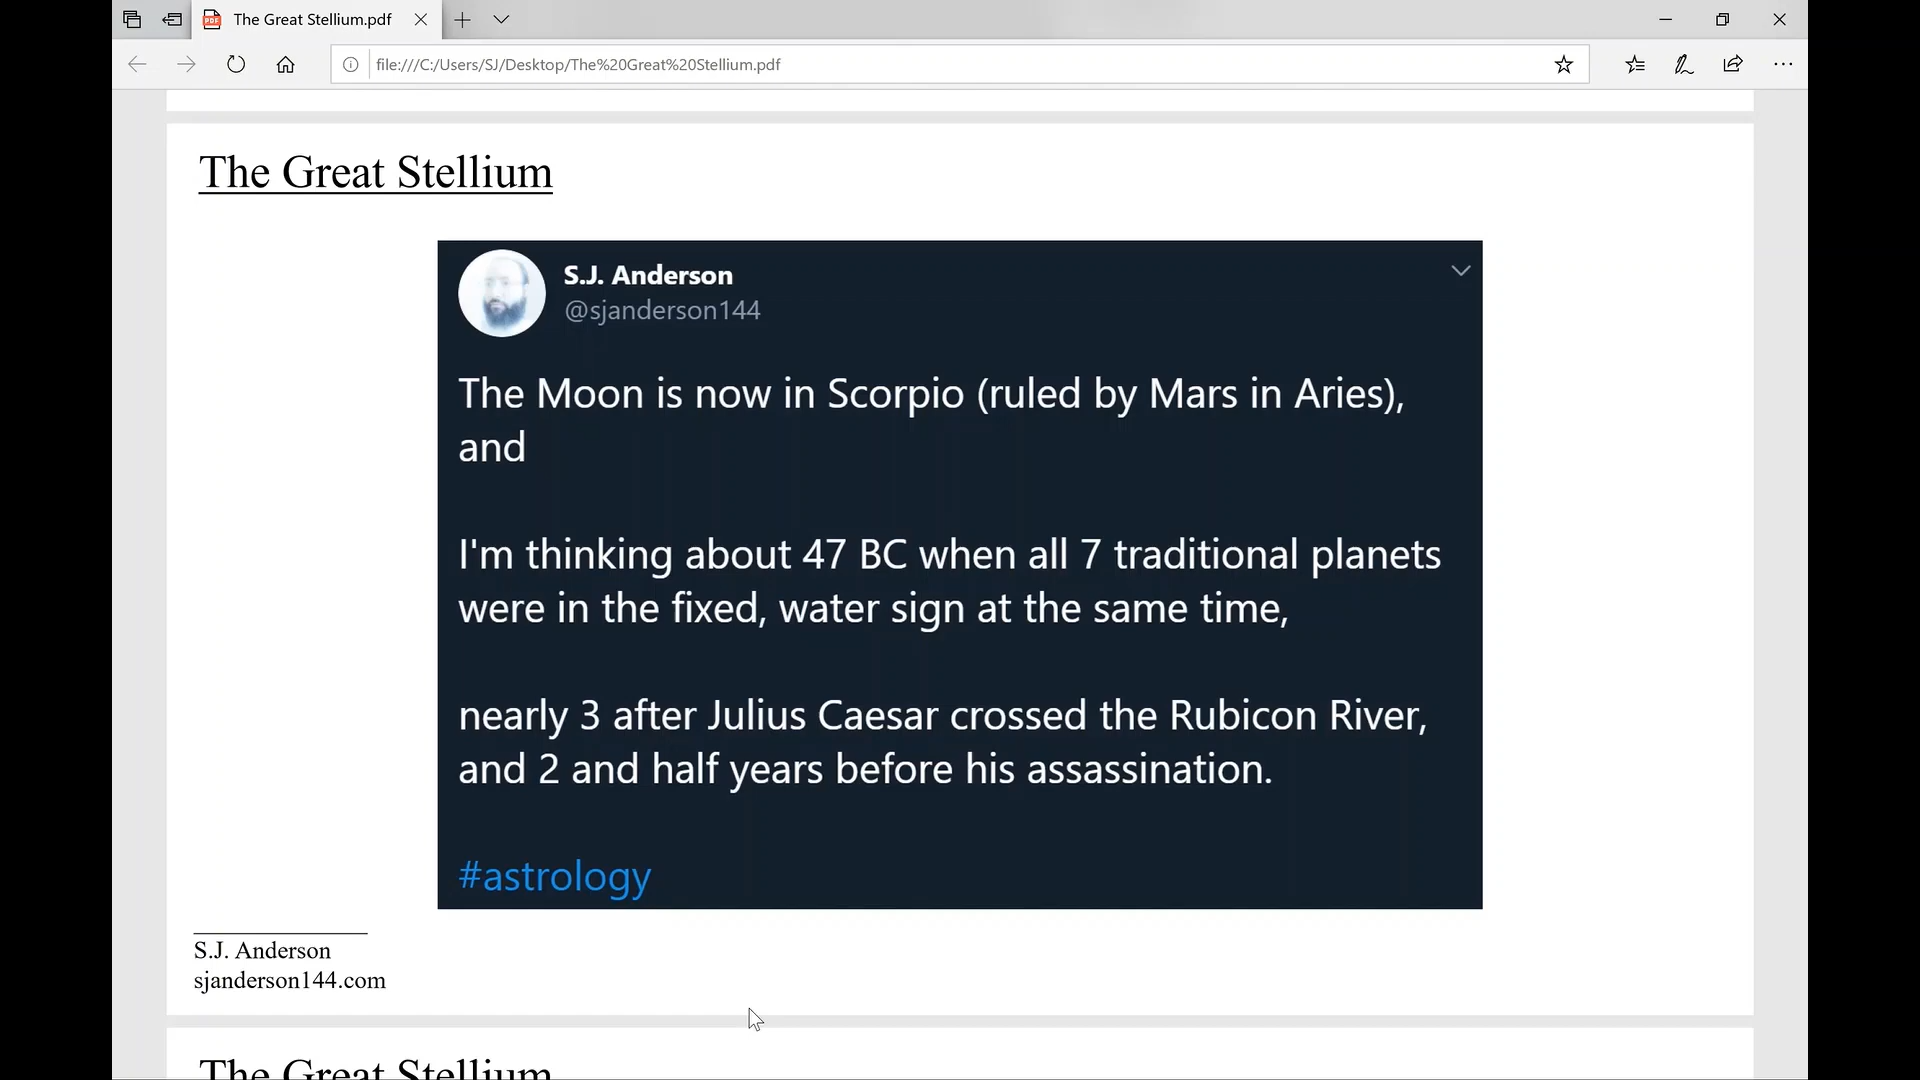 The Great Stellium.pdf
file:///C:/Users/SJ/Desktop/The%20Great%20Stellium.pdf
The Great Stellium
S.J. Anderson
@sjanderson144
The Moon is now in Scorpio (ruled by Mars in Aries),
and
I'm thinking about 47 BC when all 7 traditional planets
were in the fixed, water sign at the same time,
nearly 3 after Julius Caesar crossed the Rubicon River,
and 2 and half years before his assassination.
#astrology
S.J. Anderson
sjanderson144.com
The Great Stellium